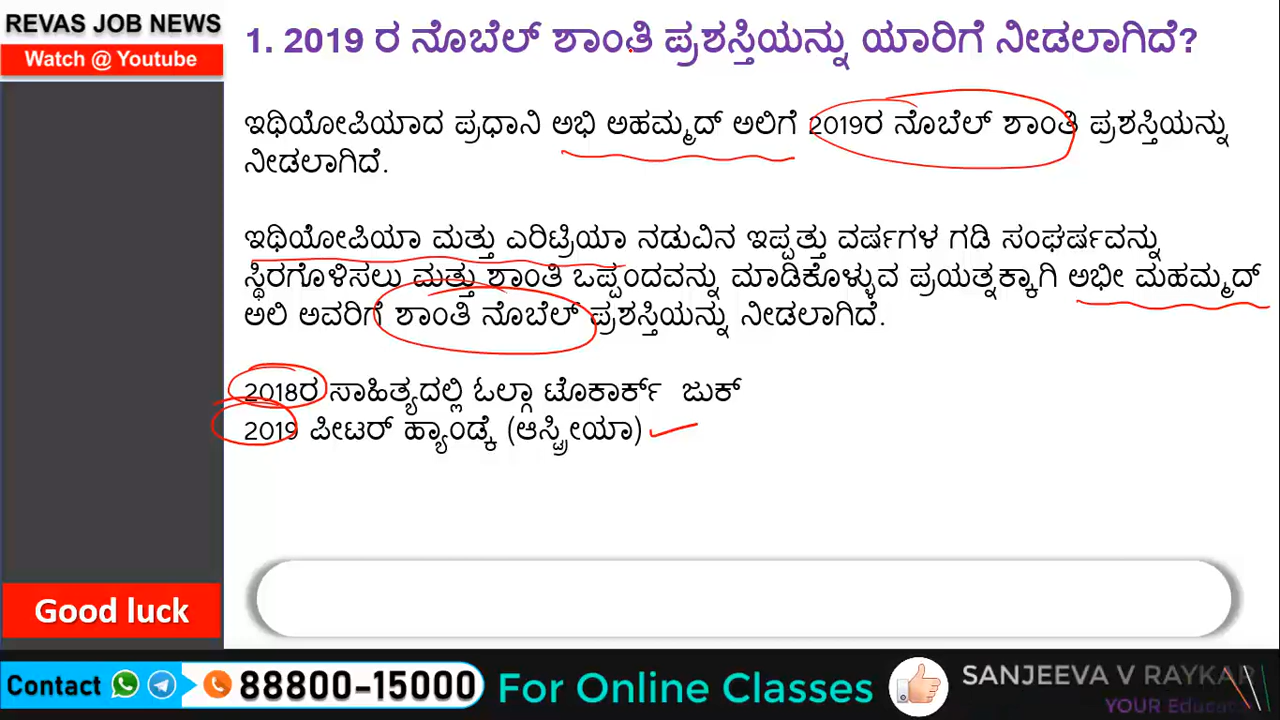 REVAS JOB NEWS
Watch @ Youtube
1. 2019 ರ ನೊಬೆಲ್ ಶಾಂತಿ ಪ್ರಶಸ್ತಿಯನ್ನು ಯಾರಿಗೆ ನೀಡಲಾಗಿದೆ?
ಇಥಿಯೋಪಿಯಾದ ಪ್ರಧಾನಿ ಅಭಿ ಅಹಮ್ಮದ್ ಅಲಿಗೆ 2019ರ ನೊಬೆಲ್ ಶಾಂತಿ ಪ್ರಶಸ್ತಿಯನ್ನು
ನೀಡಲಾಗಿದೆ.
ಇಥಿಯೋಪಿಯಾ ಮತ್ತು ಎರಿಟ್ರಿಯಾ ನಡುವಿನ ಇಪ್ಪತ್ತು ವರ್ಷಗಳ ಗಡಿ ಸಂಘರ್ಷವನ್ನು
ಸ್ಥಿರಗೊಳಿಸಲು ಮತ್ತು ಶಾಂತಿ ಒಪ್ಪಂದವನ್ನು ಮಾಡಿಕೊಳ್ಳುವ ಪ್ರಯತ್ನಕ್ಕಾಗಿ ಅಭೀ ಮಹಮ್ಮದ್
ಅಲಿ ಅವರಿಗೆ ಶಾಂತಿ ನೊಬೆಲ್ ಪ್ರಶಸ್ತಿಯನ್ನು ನೀಡಲಾಗಿದೆ.
2018ರ ಸಾಹಿತ್ಯದಲ್ಲಿ ಓಲ್ಗಾ ಟೊಕಾರ್ಕ್ ಜುಕ್
2019 ಪೀಟರ್ ಹ್ಯಾಂಡ್ಕೆ (ಆಸ್ಟ್ರೀಯಾ)
Good luck
Contact 88800-15000 For Online Classes SANJEEVA V RAYKAR
YOUR Educat